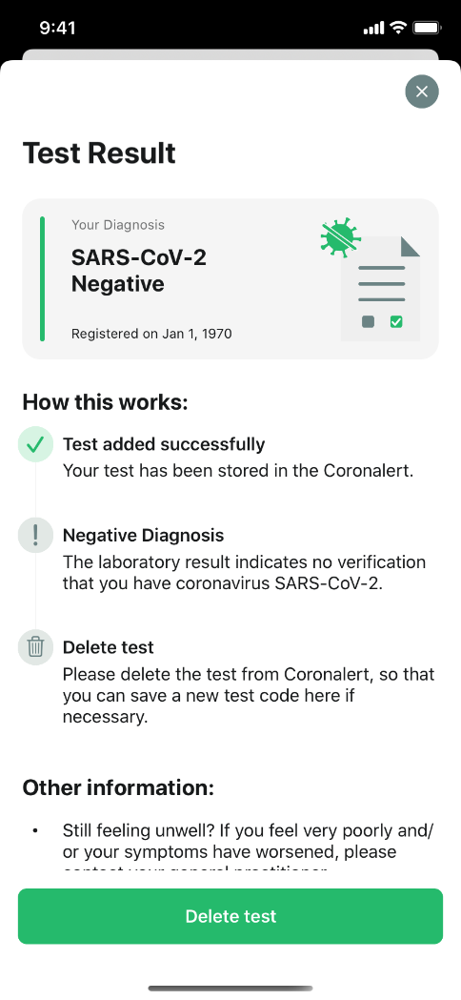 9:41
Test Result
Your Diagnosis
SARS-CoV-2
Negative
Registered on Jan 1, 1970
How this works:
Test added successfully
Your test has been stored in the Coronalert.
Negative Diagnosis
The laboratory result indicates no verification
that you have coronavirus SARS-CoV-2.
Delete test
Please delete the test from Coronalert, so that
you can save a new test code here if
necessary.
Other information:
• Still feeling unwell? If you feel very poorly and/
or your symptoms have worsened, please
contact your general practitioner
Delete test